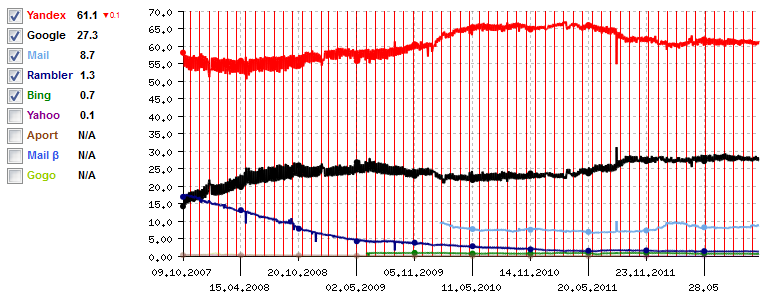 Yandex 61.1 ▼0.1
Google 27.3
Mail 8.7
Rambler 1.3
Bing 0.7
Yahoo 0.1
Aport N/A
Mail β N/A
Gogo N/A
70.0
65.0
60.0
55.0
50.0
45.0
40.0
35.0
30.0
25.0
20.0
15.0
10.0
5.00
0.00
09.10.2007 20.10.2008 05.11.2009 14.11.2010 23.11.2011
15.04.2008 02.05.2009 11.05.2010 20.05.2011 28.05